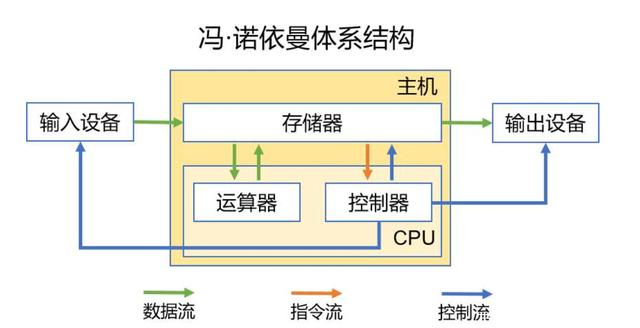 冯·诺依曼体系结构
主机
输入设备
存储器
输出设备
运算器
控制器
CPU
数据流
指令流
控制流